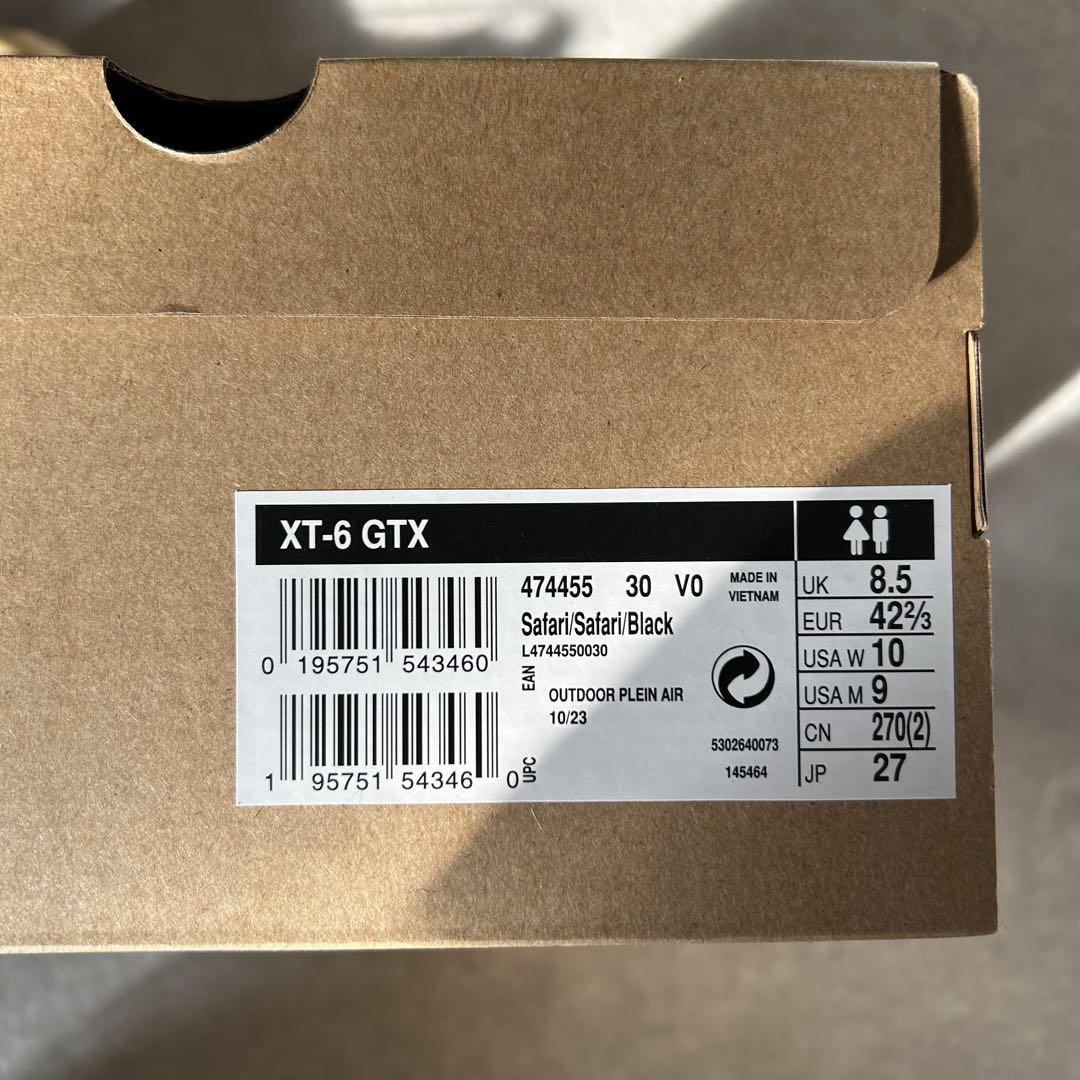 XT-6 GTX
0 195751 543460
EAN
1 95751 54346 0
UPC
474455 30 V0
MADE IN
VIETNAM
Safari/Safari/Black
L4744550030
OUTDOOR PLEIN AIR
10/23
5302640073
145464
UK 8.5
EUR 42⅔
USA W 10
USA M 9
CN 270(2)
JP 27